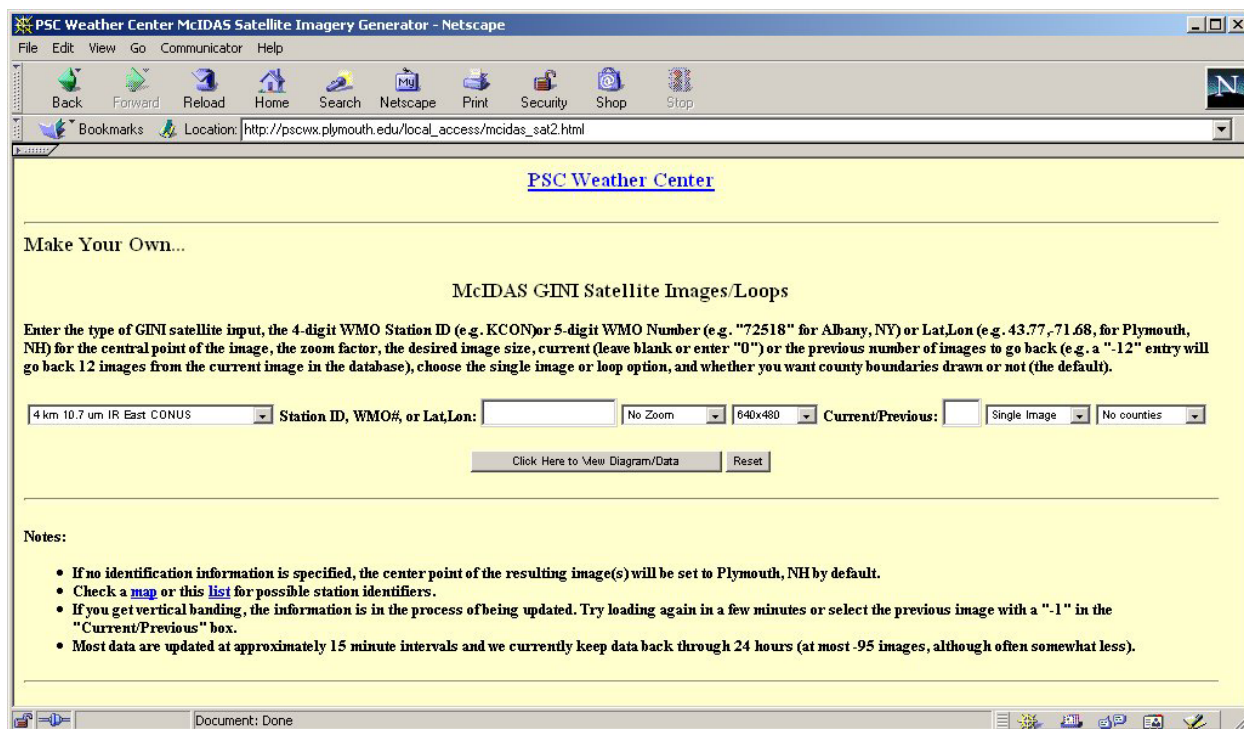 PSC Weather Center McIDAS Satellite Imagery Generator - Netscape
File Edit View Go Communicator Help
My
N
Back Forward Reload Home Search Netscape Print Security Shop Stop
Bookmarks Location: http://pscwx.plymouth.edu/local_access/mcidas_sat2.html
PSC Weather Center
Make Your Own...
McIDAS GINI Satellite Images/Loops
Enter the type of GINI satellite input, the 4-digit WMO Station ID (e.g. KCON)or 5-digit WMO Number (e.g. "72518" for Albany, NY) or Lat,Lon (e.g. 43.77,-71.68, for Plymouth,
NH) for the central point of the image, the zoom factor, the desired image size, current (leave blank or enter "0") or the previous number of images to go back (e.g. a "-12" entry will
go back 12 images from the current image in the database), choose the single image or loop option, and whether you want county boundaries drawn or not (the default).
4 km 10.7 um IR East CONUS Station ID, WMO#, or Lat,Lon: No Zoom 640x480 Current/Previous: Single Image No counties
Click Here to View Diagram/Data Reset
Notes:
• If no identification information is specified, the center point of the resulting image(s) will be set to Plymouth, NH by default.
• Check a map or this list for possible station identifiers.
• If you get vertical banding, the information is in the process of being updated. Try loading again in a few minutes or select the previous image with a "-1" in the
"Current/Previous" box.
• Most data are updated at approximately 15 minute intervals and we currently keep data back through 24 hours (at most -95 images, although often somewhat less).
Document: Done